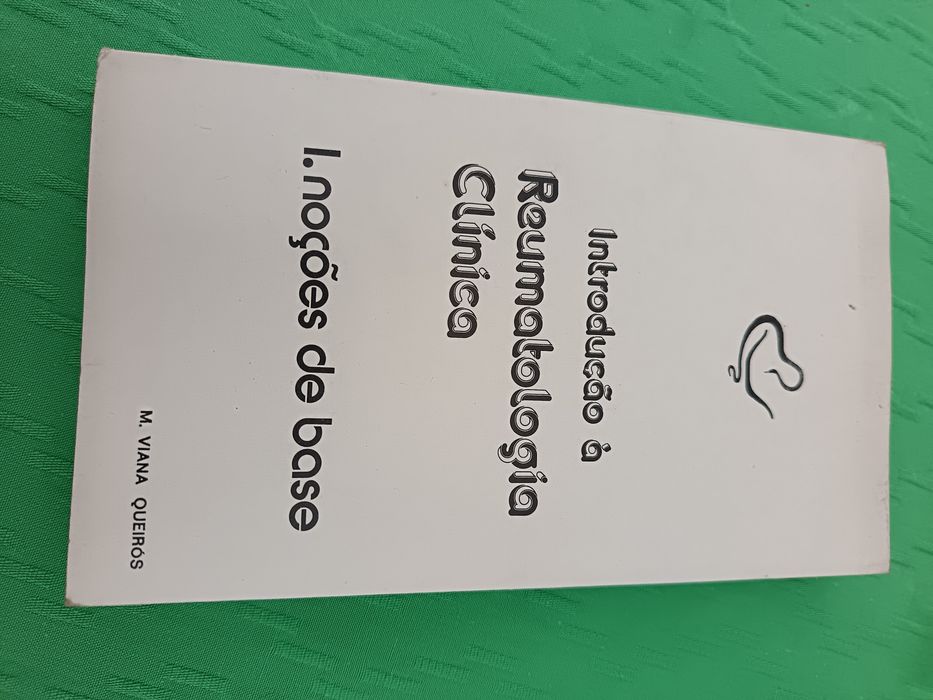 Introdução à
Reumatologia
Clínica
I. noções de base
M. VIANA QUEIRÓS